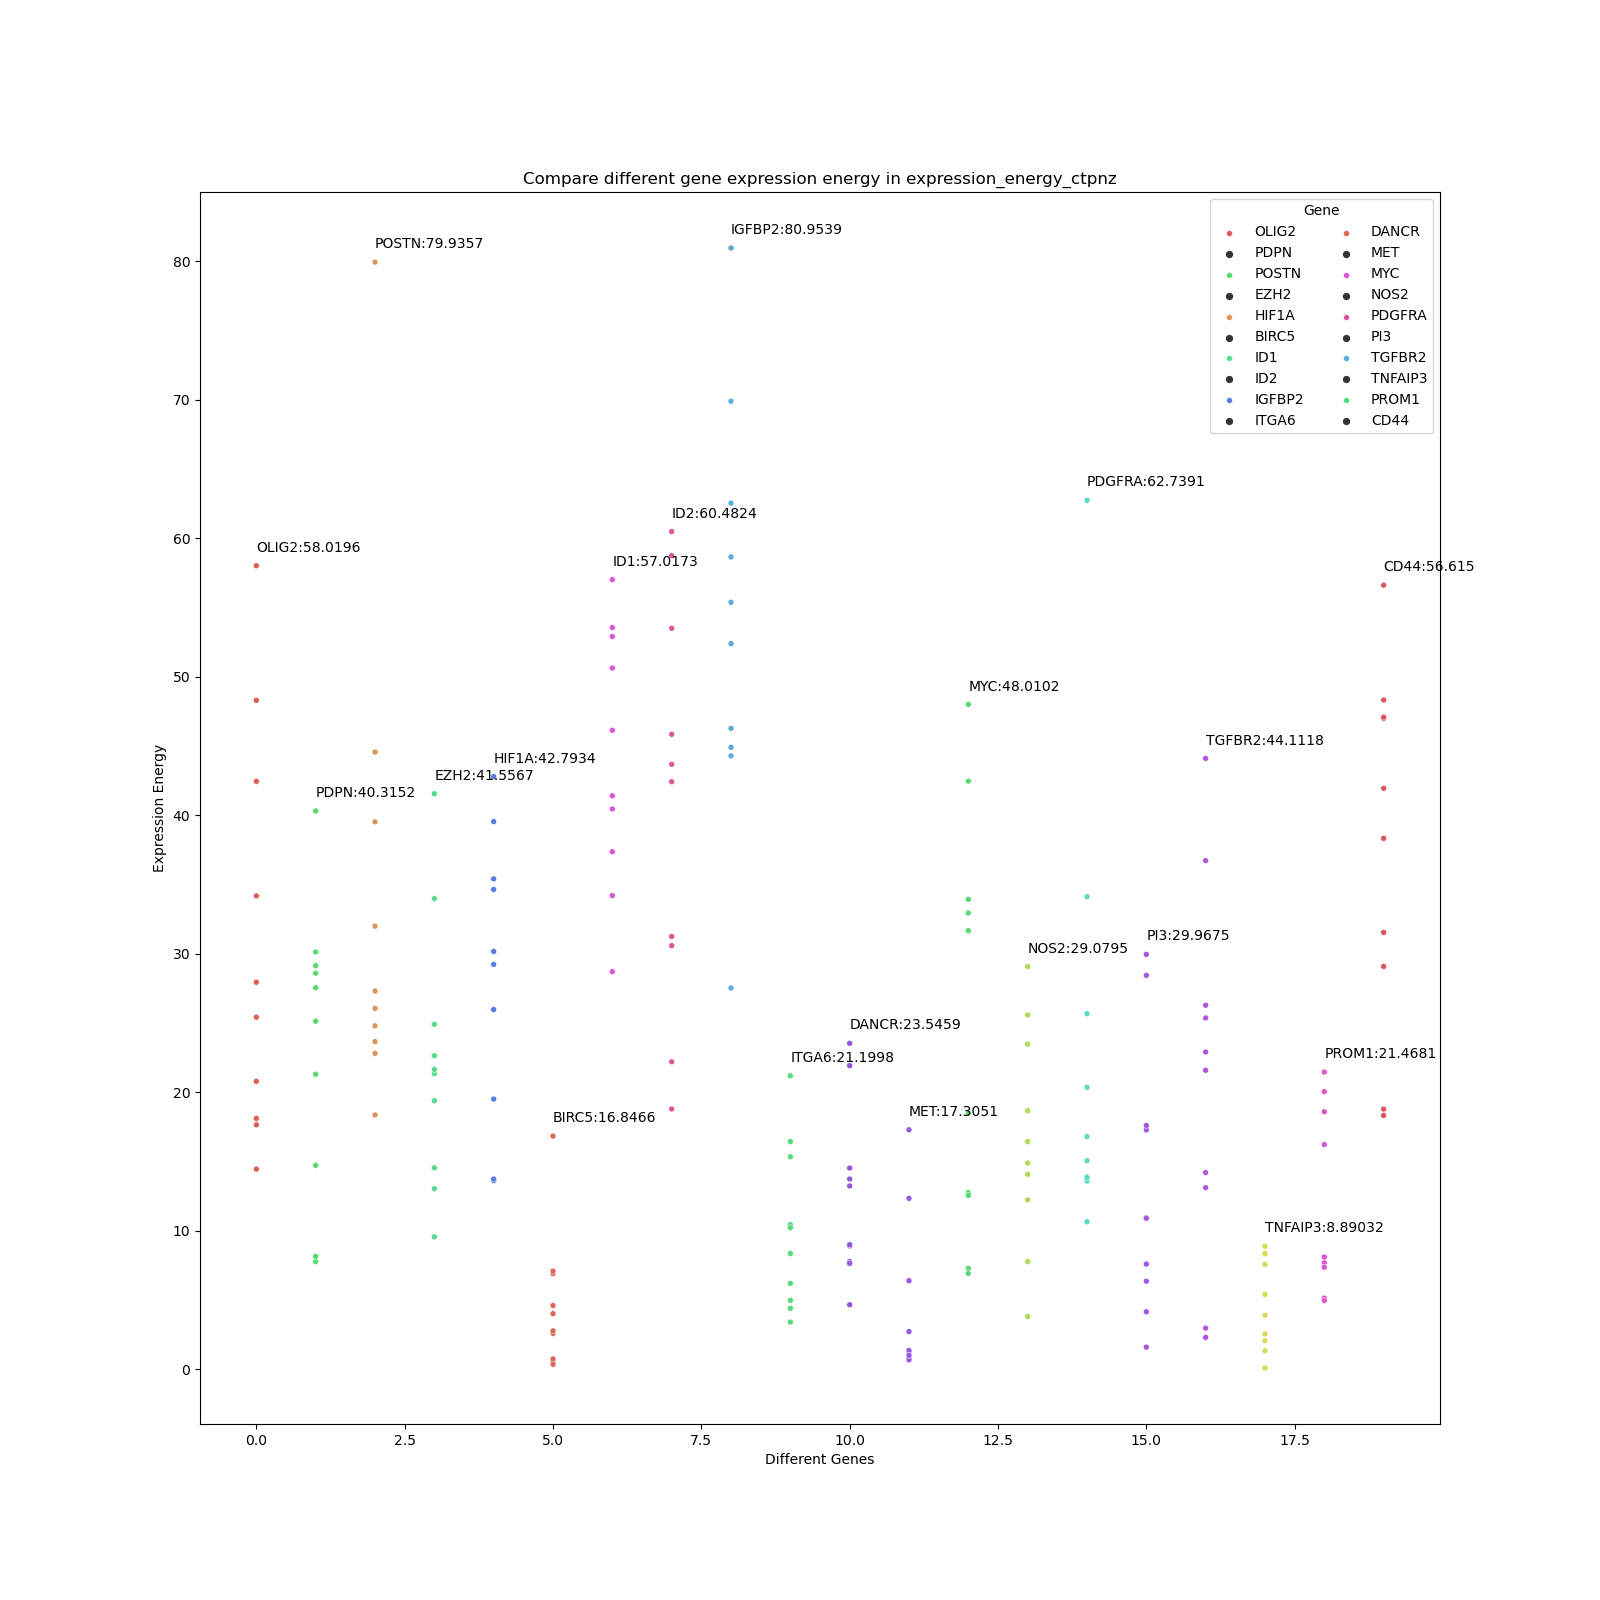 Compare different gene expression energy in expression_energy_ctpnz
Gene
OLIG2
PDPN
POSTN
EZH2
HIF1A
BIRC5
ID1
ID2
IGFBP2
ITGA6
DANCR
MET
MYC
NOS2
PDGFRA
PI3
TGFBR2
TNFAIP3
PROM1
CD44
IGFBP2:80.9539
POSTN:79.9357
PDGFRA:62.7391
ID2:60.4824
OLIG2:58.0196
ID1:57.0173
CD44:56.615
MYC:48.0102
TGFBR2:44.1118
HIF1A:42.7934
EZH2:41.5567
PDPN:40.3152
PI3:29.9675
NOS2:29.0795
DANCR:23.5459
PROM1:21.4681
ITGA6:21.1998
MET:17.3051
BIRC5:16.8466
TNFAIP3:8.89032
80
70
60
50
40
30
20
10
0
Expression Energy
0.0 2.5 5.0 7.5 10.0 12.5 15.0 17.5
Different Genes